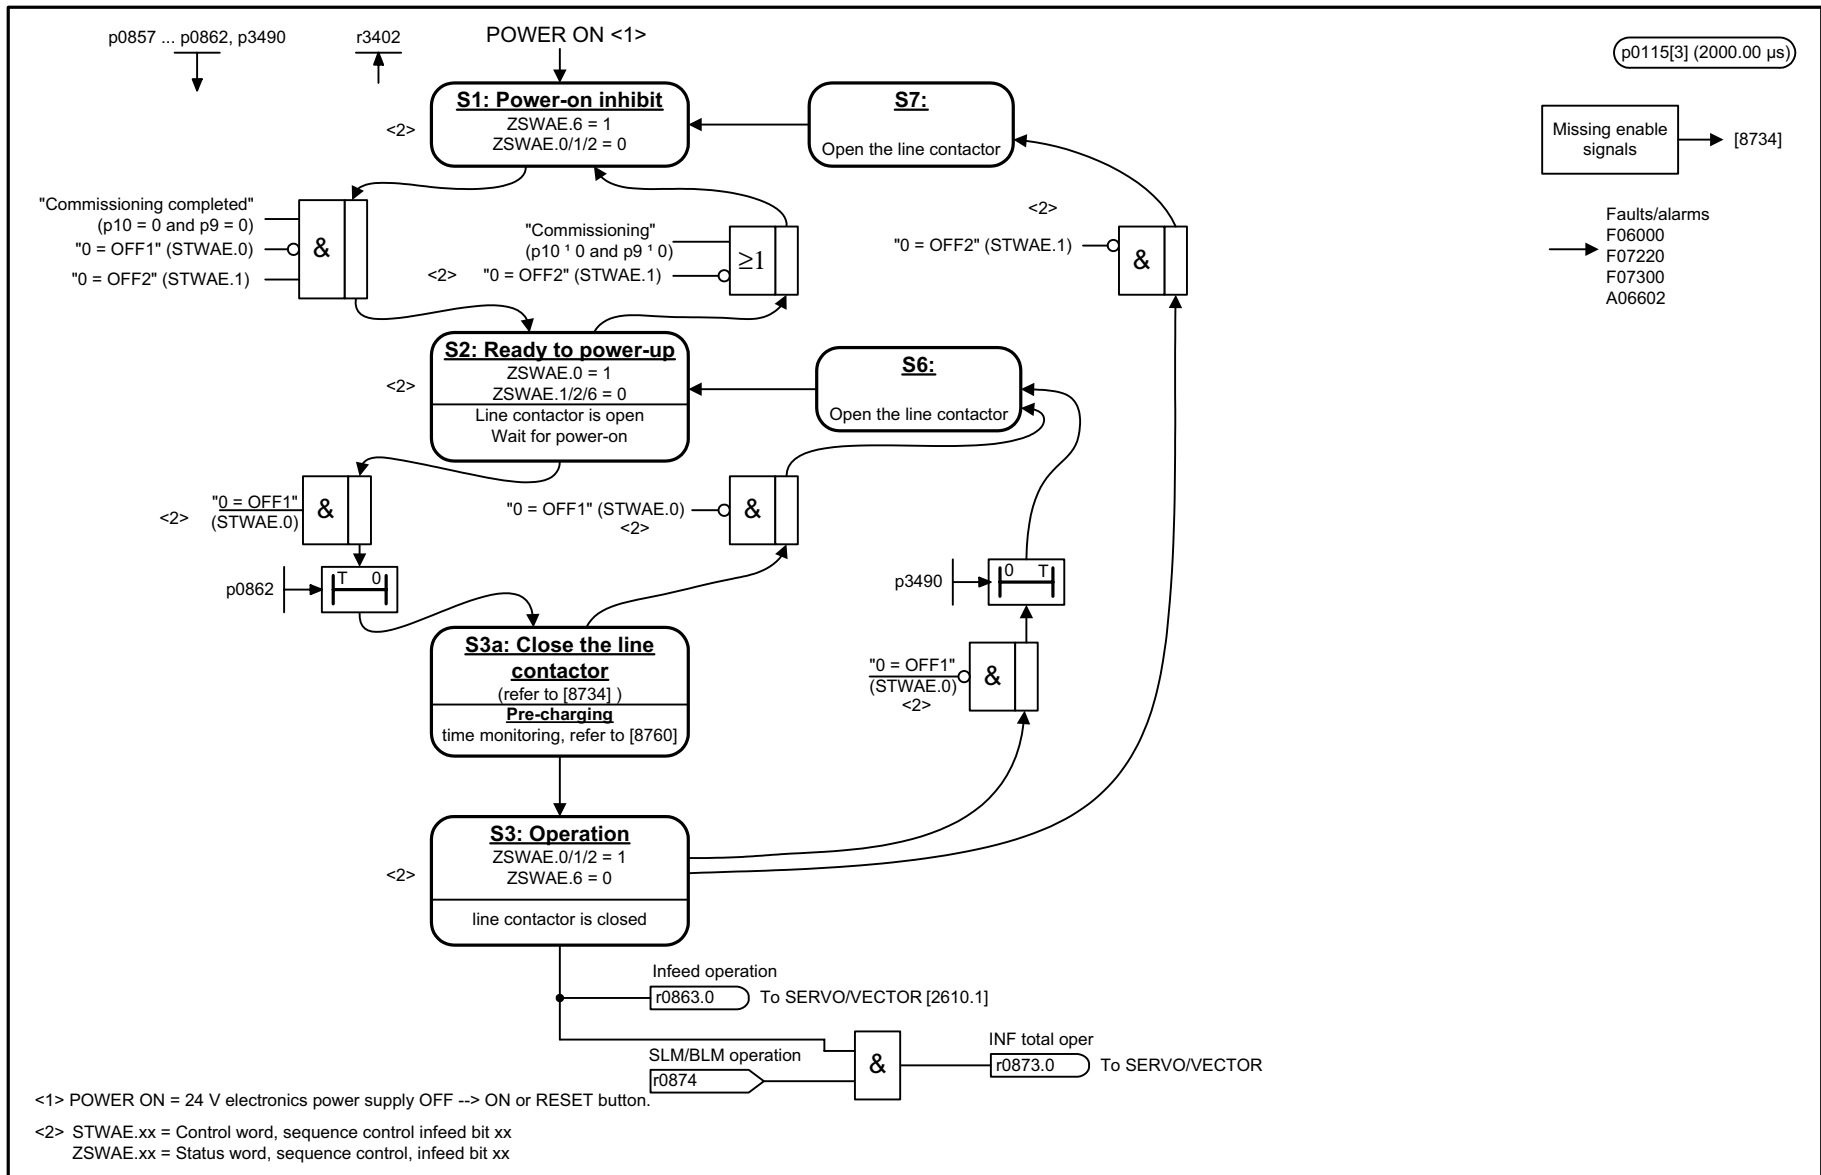 p0857 ... p0862, p3490
r3402
POWER ON <1>
p0115[3] (2000.00 µs)
S1: Power-on inhibit
ZSWAE.6 = 1
ZSWAE.0/1/2 = 0
<2>
S7:
Open the line contactor
Missing enable
signals
[8734]
"Commissioning completed"
(p10 = 0 and p9 = 0)
"0 = OFF1" (STWAE.0)
"0 = OFF2" (STWAE.1)
&
"Commissioning"
(p10 ¹ 0 and p9 ¹ 0)
<2> "0 = OFF2" (STWAE.1)
≥1
<2>
"0 = OFF2" (STWAE.1)
&
Faults/alarms
F06000
F07220
F07300
A06602
S2: Ready to power-up
ZSWAE.0 = 1
ZSWAE.1/2/6 = 0
<2>
Line contactor is open
Wait for power-on
S6:
Open the line contactor
"0 = OFF1"
<2> (STWAE.0)
&
"0 = OFF1" (STWAE.0)
<2>
&
p0862
T 0
p3490
0 T
S3a: Close the line
contactor
(refer to [8734] )
Pre-charging
time monitoring, refer to [8760]
"0 = OFF1"
(STWAE.0)
<2>
&
S3: Operation
ZSWAE.0/1/2 = 1
ZSWAE.6 = 0
<2>
line contactor is closed
Infeed operation
r0863.0 To SERVO/VECTOR [2610.1]
SLM/BLM operation
r0874
&
INF total oper
r0873.0 To SERVO/VECTOR
<1> POWER ON = 24 V electronics power supply OFF --> ON or RESET button.
<2> STWAE.xx = Control word, sequence control infeed bit xx
ZSWAE.xx = Status word, sequence control, infeed bit xx